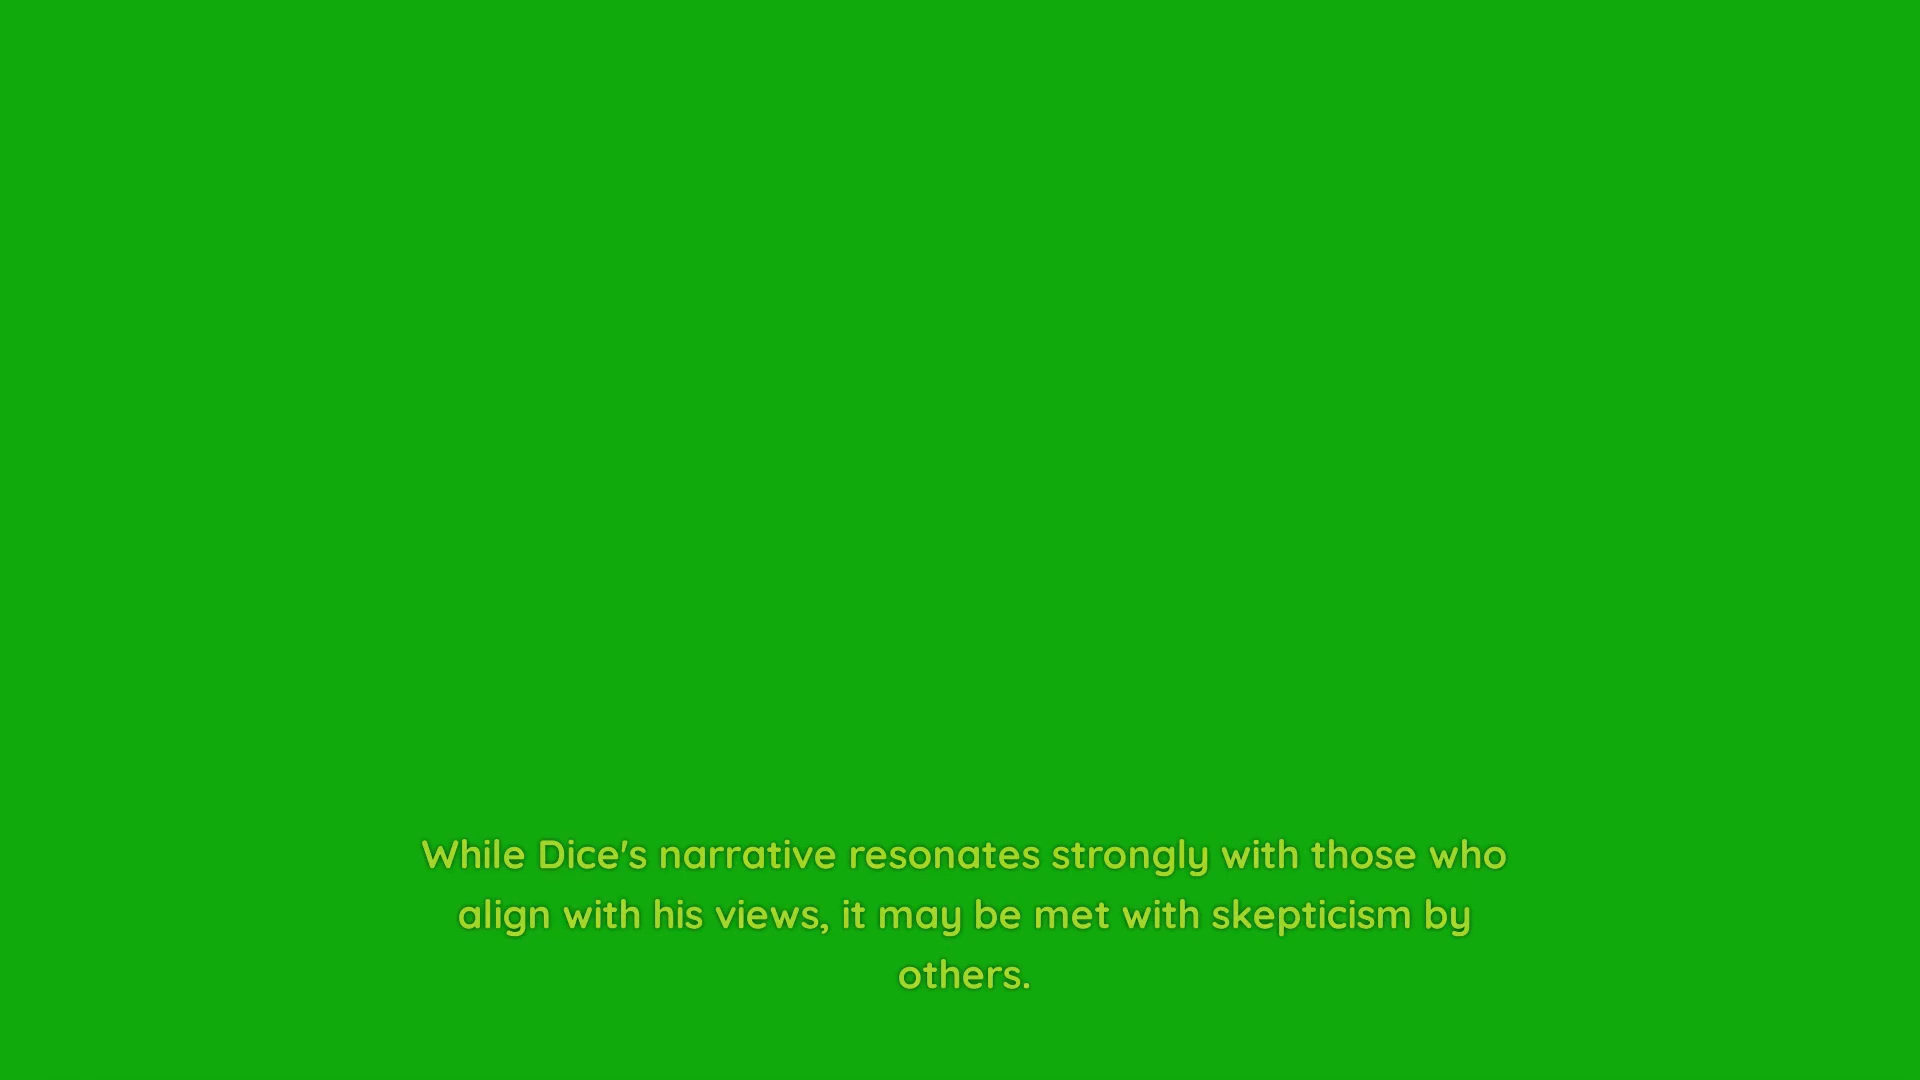 While Dice's narrative resonates strongly with those who
align with his views, it may be met with skepticism by
others.